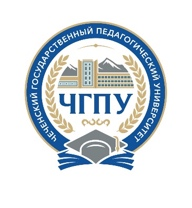 ЧЕЧЕНСКИЙ ГОСУДАРСТВЕННЫЙ ПЕДАГОГИЧЕСКИЙ УНИВЕРСИТЕТ
ЧГПУ